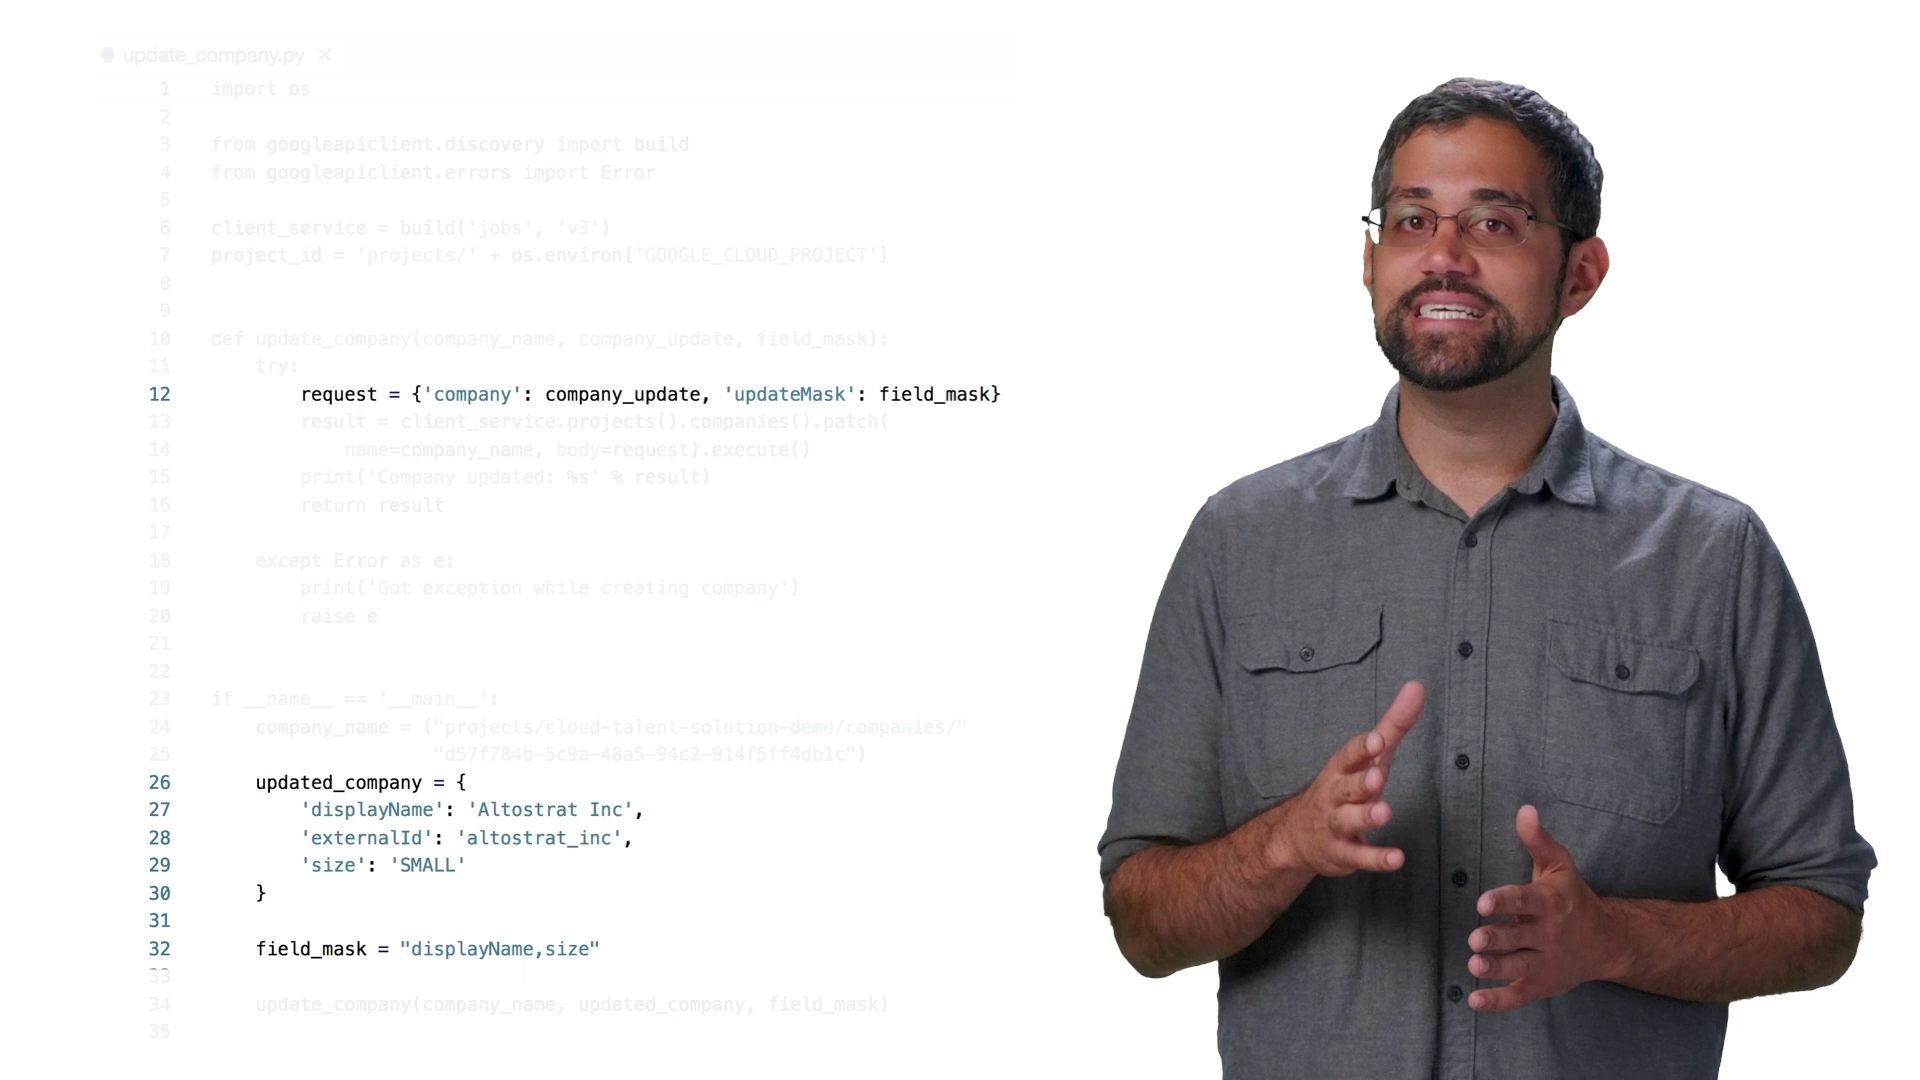 update_company.py ×
1 import os
2
3 from googleapiclient.discovery import build
4 from googleapiclient.errors import Error
5
6 client_service = build('jobs', 'v3')
7 project_id = 'projects/' + os.environ['GOOGLE_CLOUD_PROJECT']
8
9
10 def update_company(company_name, company_update, field_mask):
11 try:
12 request = {'company': company_update, 'updateMask': field_mask}
13 result = client_service.projects().companies().patch(
14 name=company_name, body=request).execute()
15 print('Company updated: %s' % result)
16 return result
17
18 except Error as e:
19 print('Got exception while creating company')
20 raise e
21
22
23 if __name__ == '__main__':
24 company_name = ("projects/cloud-talent-solution-demo/companies/"
25 "d57f784b-5c9a-48a5-94c2-914f5ff4db1c")
26 updated_company = {
27 'displayName': 'Altostrat Inc',
28 'externalId': 'altostrat_inc',
29 'size': 'SMALL'
30 }
31
32 field_mask = "displayName,size"
33
34 update_company(company_name, updated_company, field_mask)
35